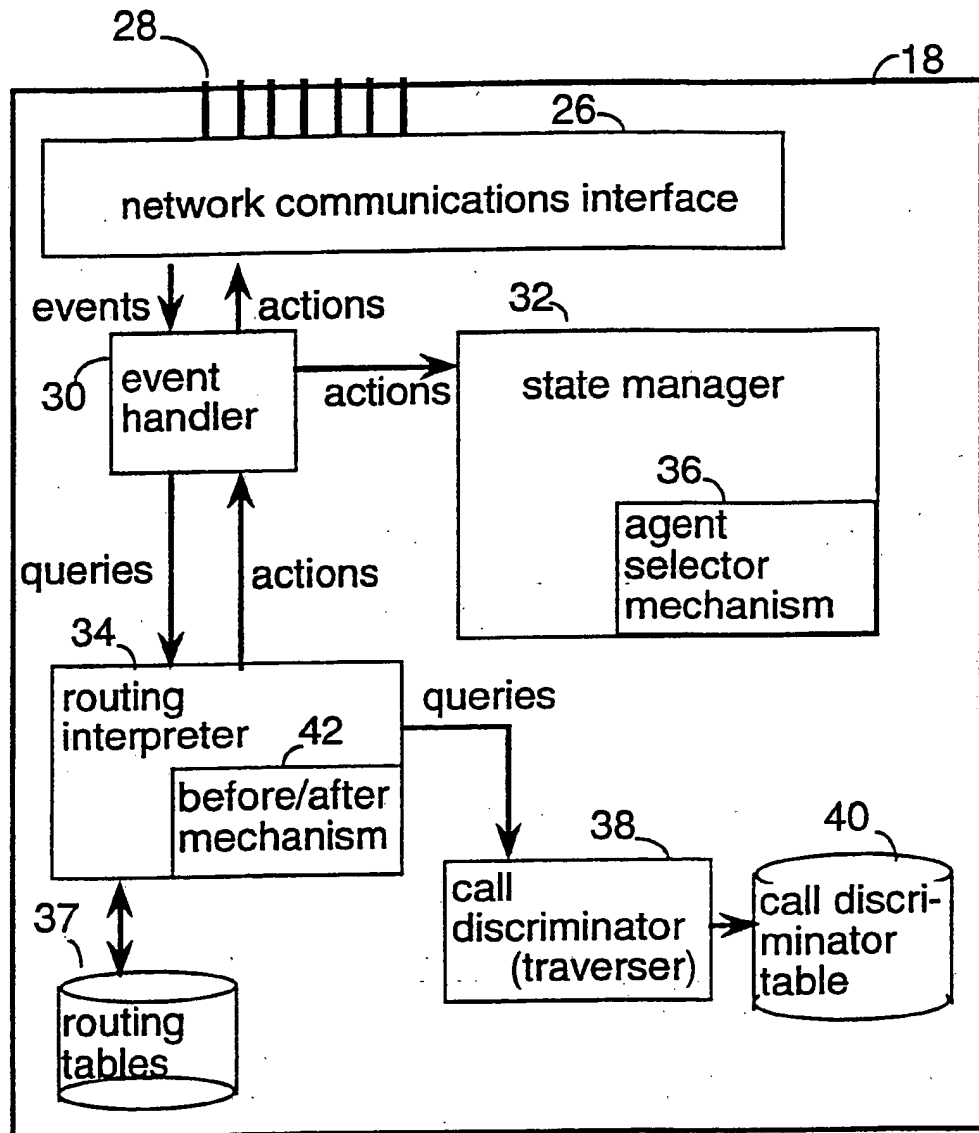 28
18
26
network communications interface
events
actions
32
30
event
handler
actions
state manager
36
agent
selector
mechanism
queries
actions
34
routing
interpreter
queries
42
before/after
mechanism
38
40
call
discriminator
(traverser)
call discri-
minator
table
37
routing
tables